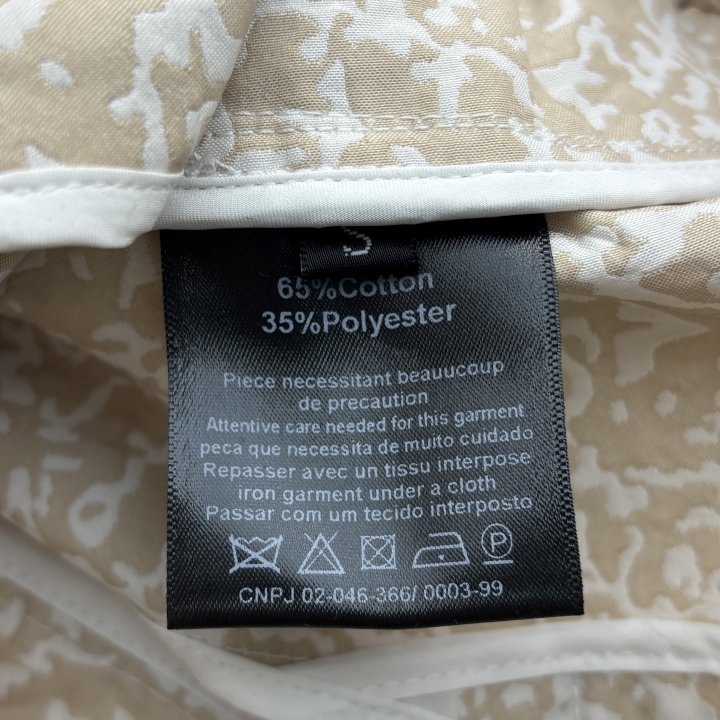 S
65%Cotton
35%Polyester
Piece necessitant beauucoup
de precaution
Attentive care needed for this garment
peca que necessita de muito cuidado
Repasser avec un tissu interpose
iron garment under a cloth
Passar com um tecido interposto
P
CNPJ 02-046-366/ 0003-99